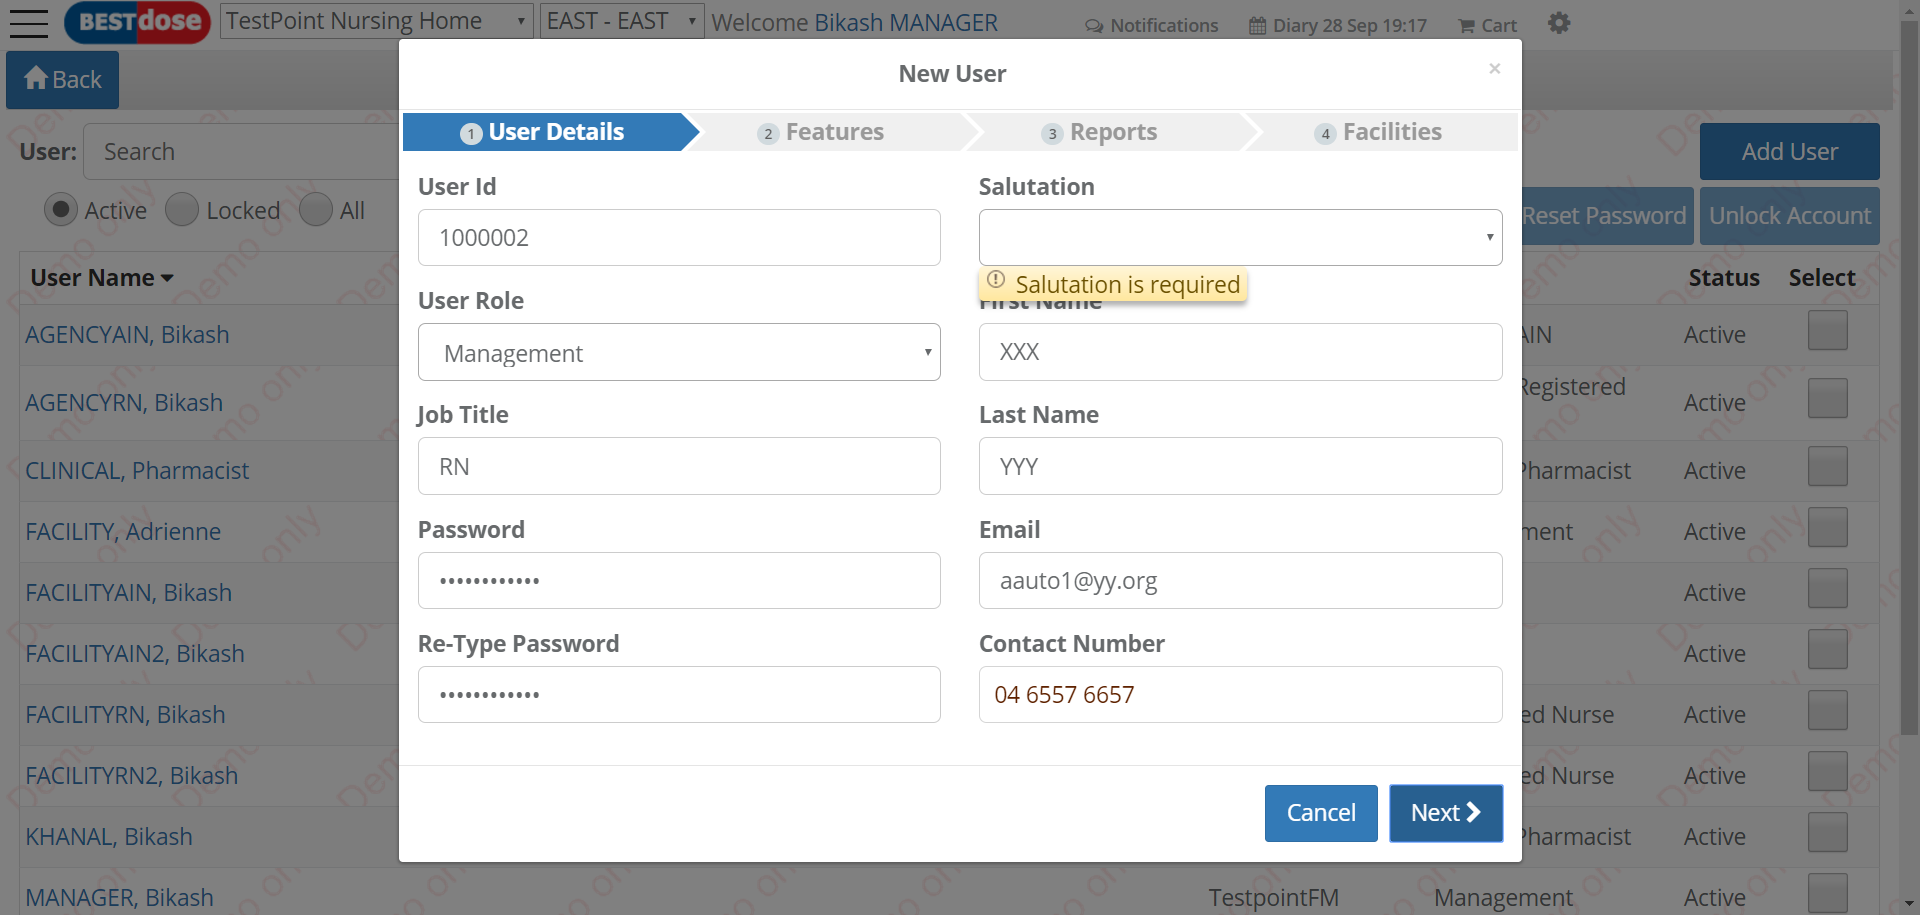 BESTdose TestPoint Nursing Home EAST - EAST Welcome Bikash MANAGER Notifications Diary 28 Sep 19:17 Cart
Back
New User
×
1 User Details 2 Features 3 Reports 4 Facilities
User: Search
Add User
Active Locked All
Reset Password Unlock Account
User Id Salutation
1000002
Salutation is required
User Role First Name
Management XXX
Job Title Last Name
RN YYY
Password Email
•••••••••••• aauto1@yy.org
Re-Type Password Contact Number
•••••••••••• 04 6557 6657
Cancel Next
User Name Status Select
AGENCYAIN, Bikash AIN Active
AGENCYRN, Bikash Registered Active
CLINICAL, Pharmacist Pharmacist Active
FACILITY, Adrienne ment Active
FACILITYAIN, Bikash Active
FACILITYAIN2, Bikash Active
FACILITYRN, Bikash ed Nurse Active
FACILITYRN2, Bikash ed Nurse Active
KHANAL, Bikash Pharmacist Active
MANAGER, Bikash TestpointFM Management Active
Demo only